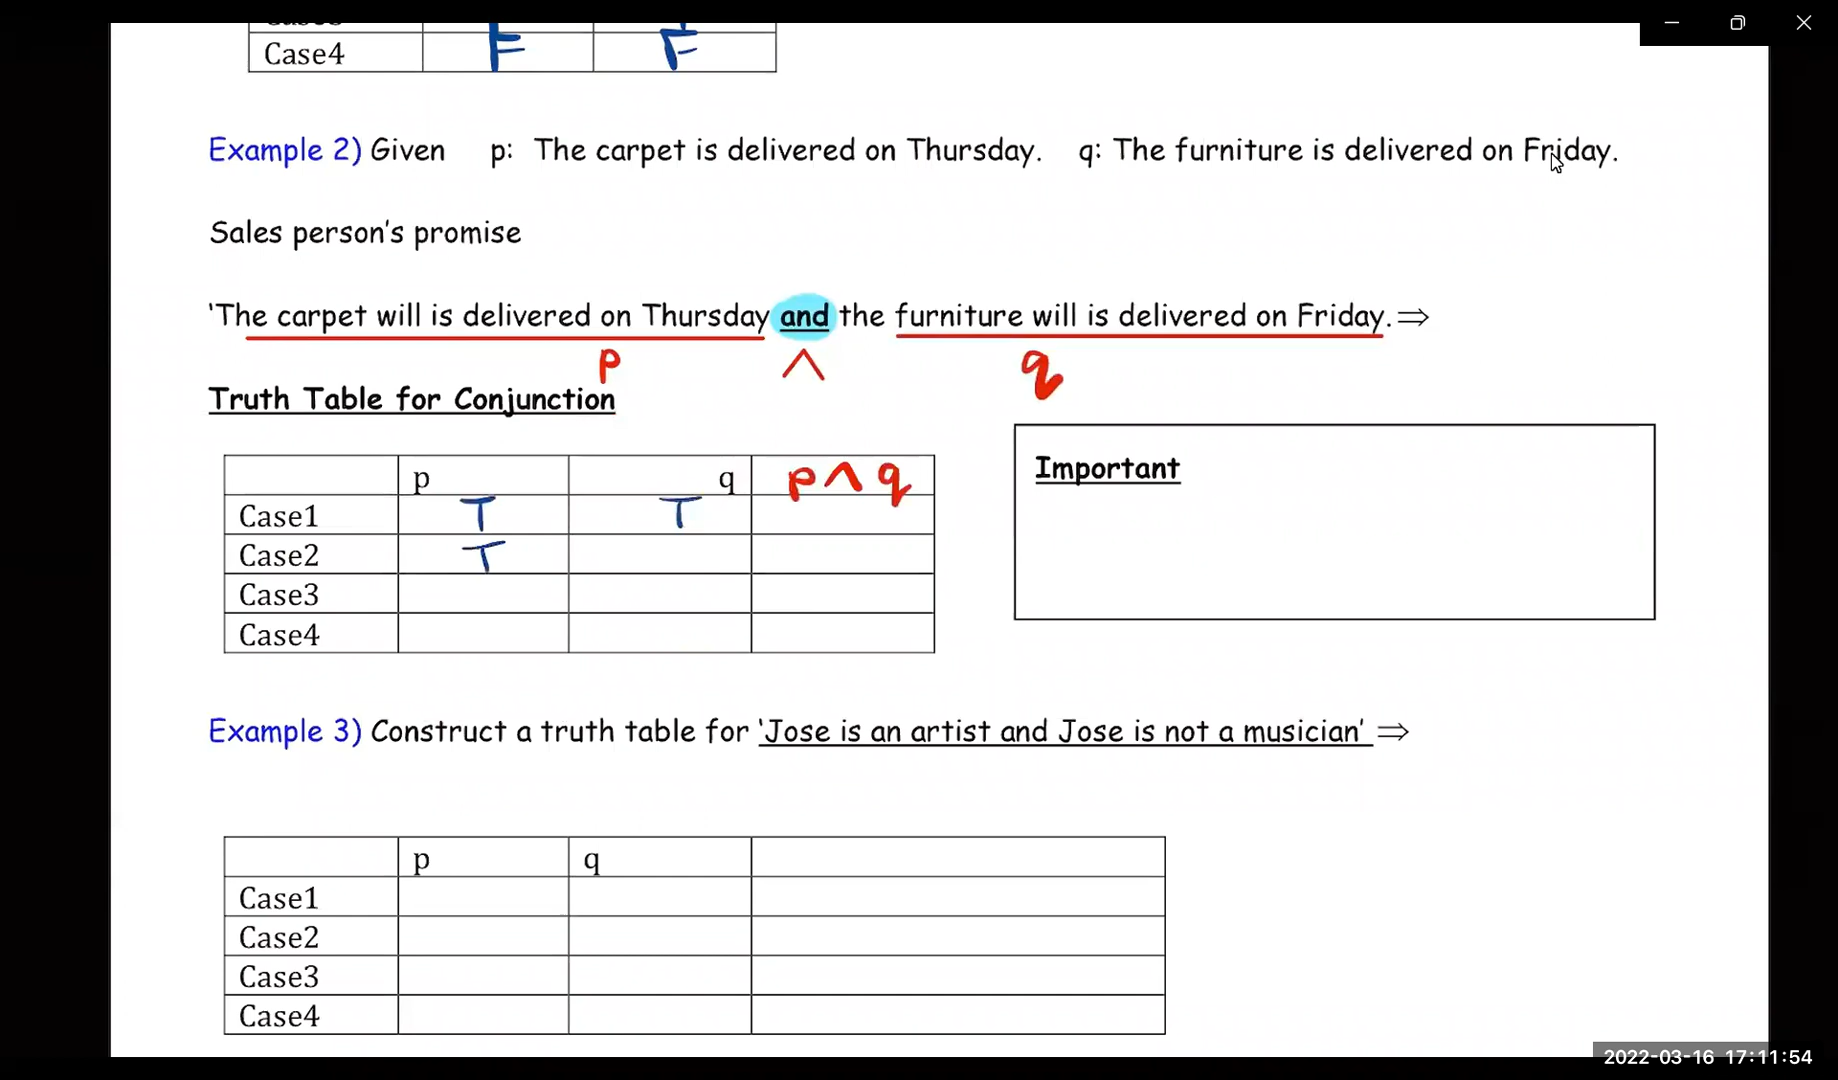 Case4 F F
Example 2) Given p: The carpet is delivered on Thursday. q: The furniture is delivered on Friday.
Sales person's promise
'The carpet will is delivered on Thursday and the furniture will is delivered on Friday.⇒
p ∧ q
Truth Table for Conjunction
p q p ∧ q
Case1 T T
Case2 T
Case3
Case4
Important
Example 3) Construct a truth table for 'Jose is an artist and Jose is not a musician' ⇒
p q
Case1
Case2
Case3
Case4
2022-03-16 17:11:54